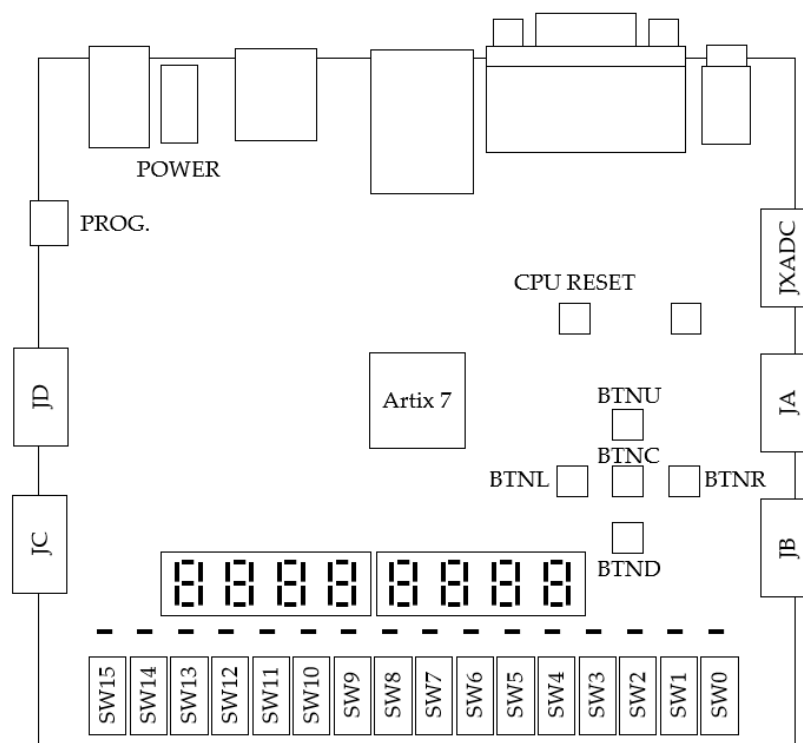 POWER
PROG.
JXADC
CPU RESET
JD
Artix 7
JA
BTNU
BTNC
BTNL
BTNR
JC
JB
BTND
SW15
SW14
SW13
SW12
SW11
SW10
SW9
SW8
SW7
SW6
SW5
SW4
SW3
SW2
SW1
SW0